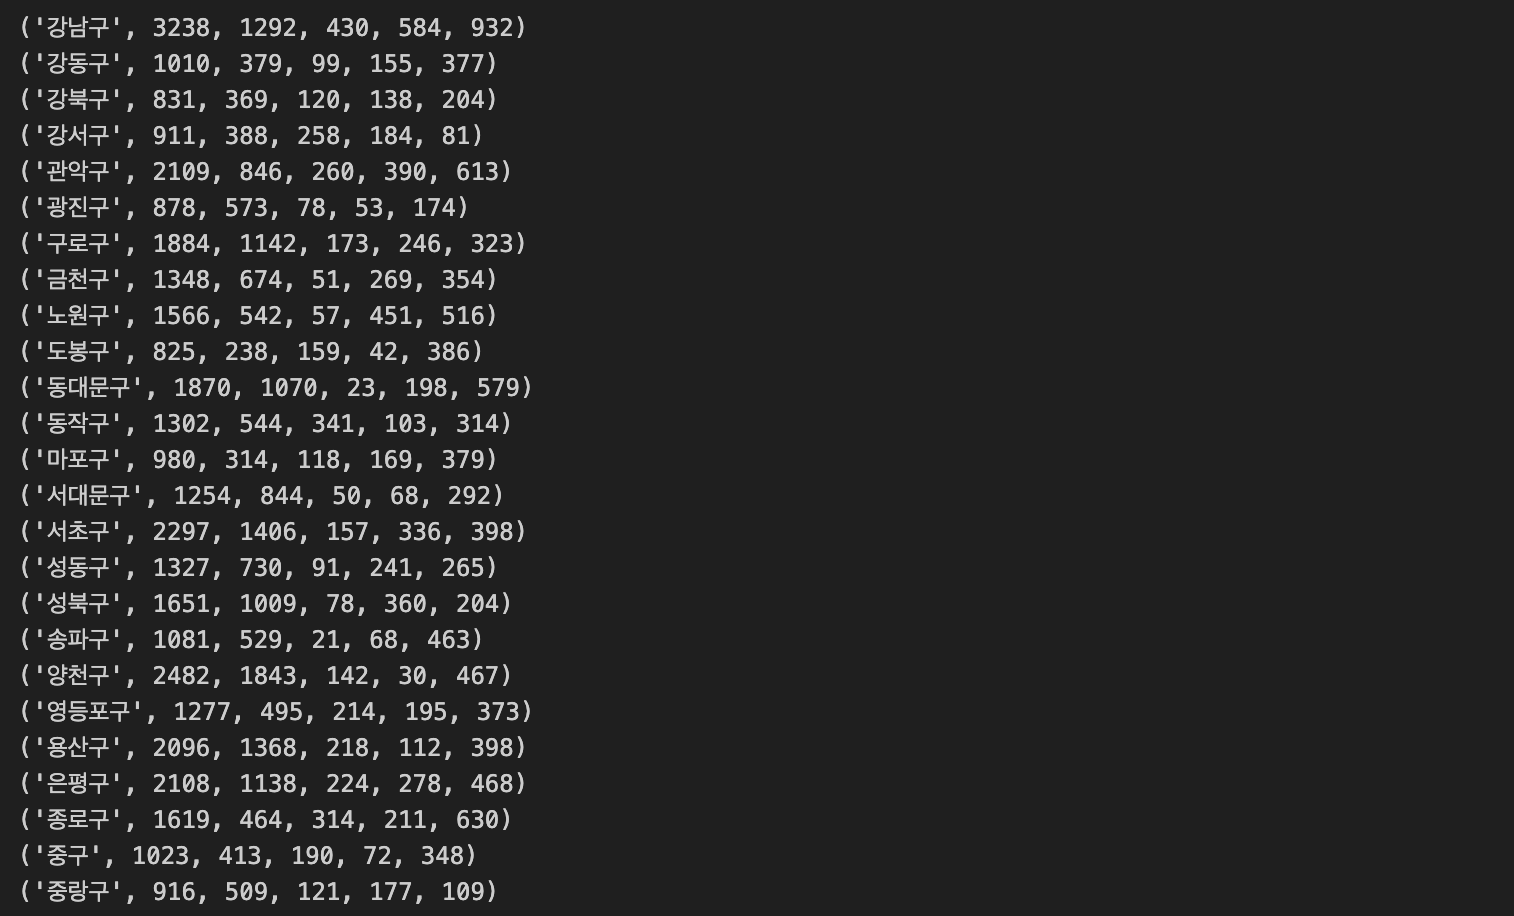 ('강남구', 3238, 1292, 430, 584, 932)
('강동구', 1010, 379, 99, 155, 377)
('강북구', 831, 369, 120, 138, 204)
('강서구', 911, 388, 258, 184, 81)
('관악구', 2109, 846, 260, 390, 613)
('광진구', 878, 573, 78, 53, 174)
('구로구', 1884, 1142, 173, 246, 323)
('금천구', 1348, 674, 51, 269, 354)
('노원구', 1566, 542, 57, 451, 516)
('도봉구', 825, 238, 159, 42, 386)
('동대문구', 1870, 1070, 23, 198, 579)
('동작구', 1302, 544, 341, 103, 314)
('마포구', 980, 314, 118, 169, 379)
('서대문구', 1254, 844, 50, 68, 292)
('서초구', 2297, 1406, 157, 336, 398)
('성동구', 1327, 730, 91, 241, 265)
('성북구', 1651, 1009, 78, 360, 204)
('송파구', 1081, 529, 21, 68, 463)
('양천구', 2482, 1843, 142, 30, 467)
('영등포구', 1277, 495, 214, 195, 373)
('용산구', 2096, 1368, 218, 112, 398)
('은평구', 2108, 1138, 224, 278, 468)
('종로구', 1619, 464, 314, 211, 630)
('중구', 1023, 413, 190, 72, 348)
('중랑구', 916, 509, 121, 177, 109)